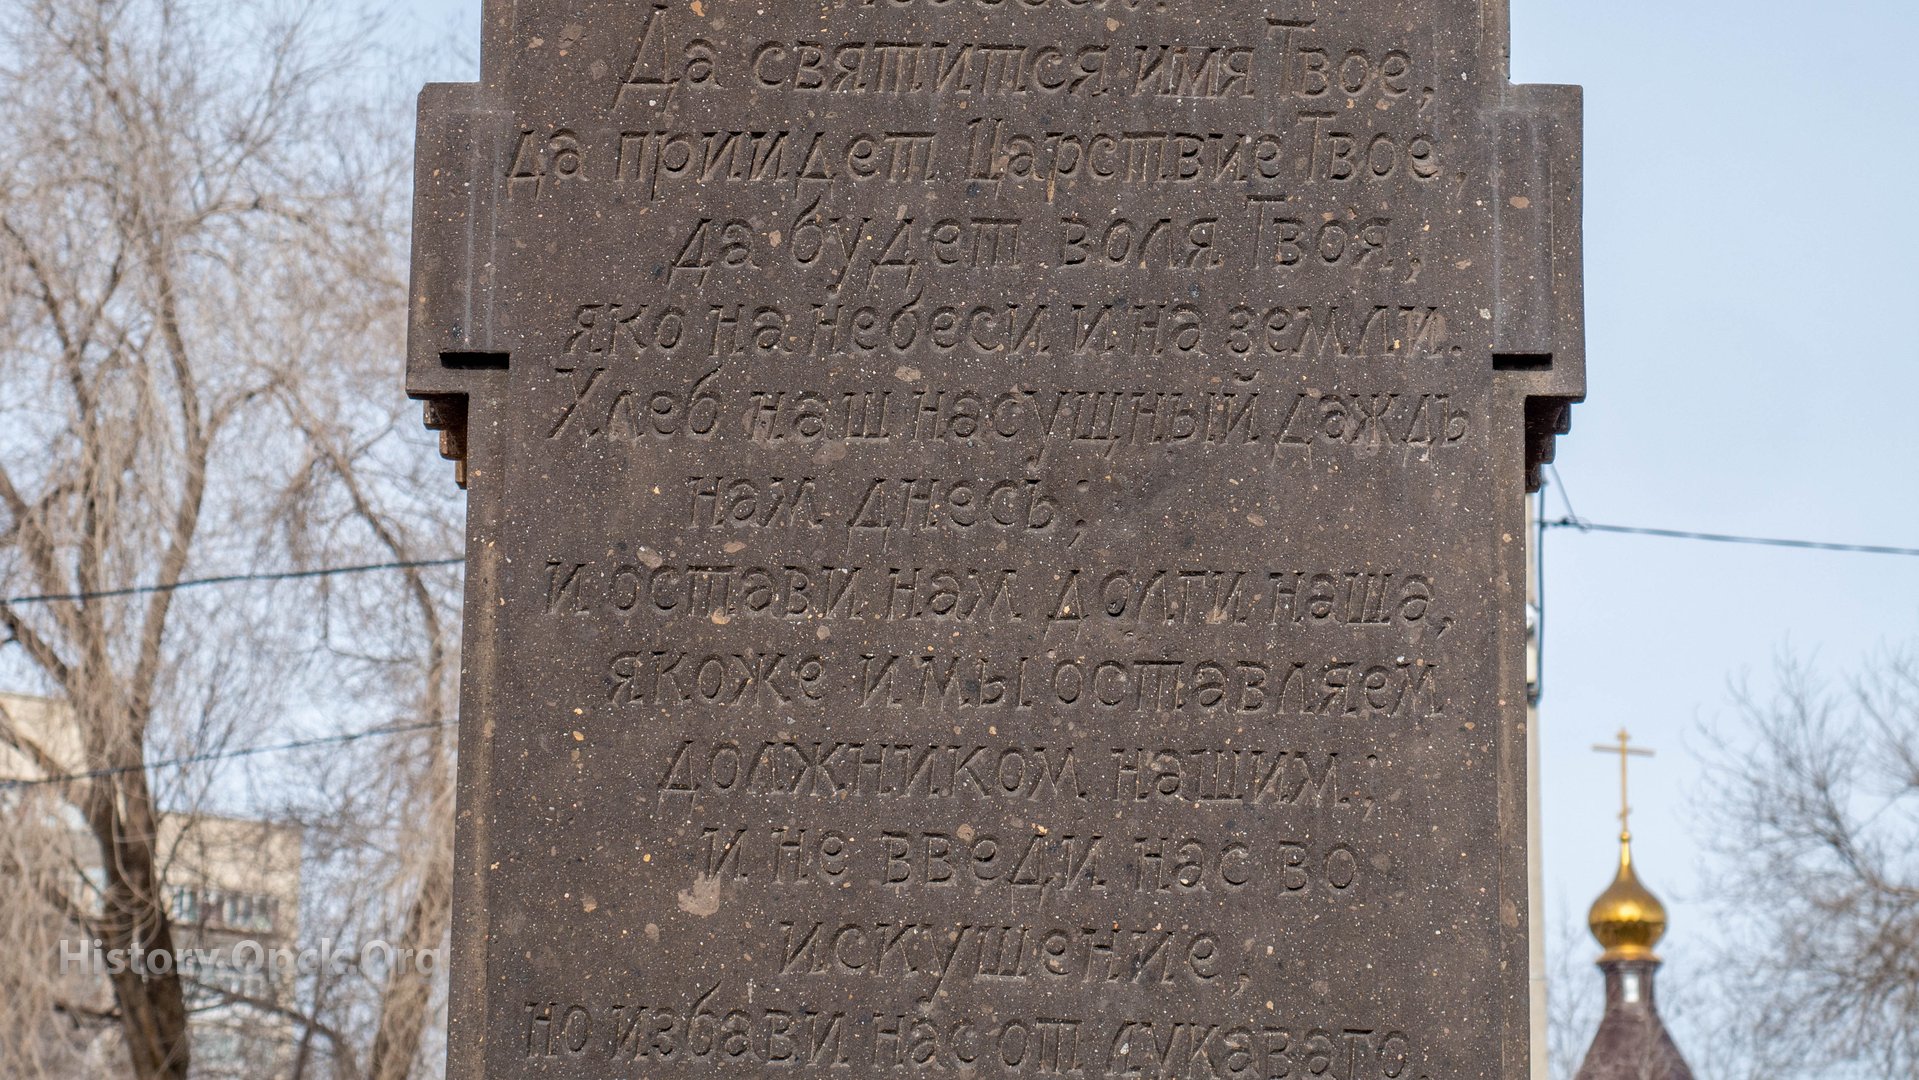 Да святится имя Твое,
да приидет Царствие Твое,
да будет воля Твоя,
яко на небеси и на земли.
Хлеб наш насущный даждь
нам днесь;
и остави нам долги наша,
якоже и мы оставляем
должником нашим;
и не введи нас во
искушение,
но избави нас от лукаваго.
History.Opck.Org